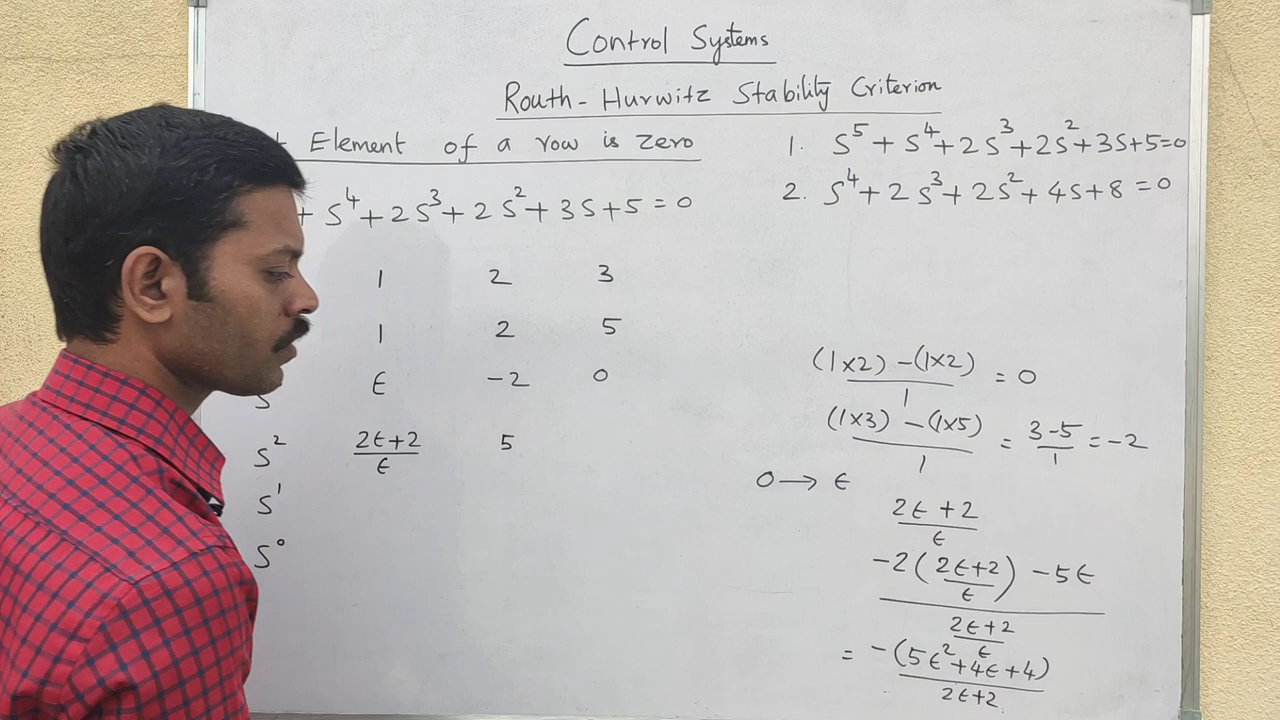 Control Systems
Routh-Hurwitz Stability Criterion
Element of a row is zero
+ S⁴ + 2S³ + 2S² + 3S + 5 = 0
1 2 3
1 2 5
S ϵ -2 0
S² (2ϵ+2)/ϵ 5
S¹
S⁰
1. S⁵ + S⁴ + 2S³ + 2S² + 3S + 5 = 0
2. S⁴ + 2S³ + 2S² + 4S + 8 = 0
((1×2) - (1×2))/1 = 0
((1×3) - (1×5))/1 = (3-5)/1 = -2
0 → ϵ
(2ϵ+2)/ϵ
(-2((2ϵ+2)/ϵ) - 5ϵ)/((2ϵ+2)/ϵ)
= -(5ϵ²+4ϵ+4)/(2ϵ+2)